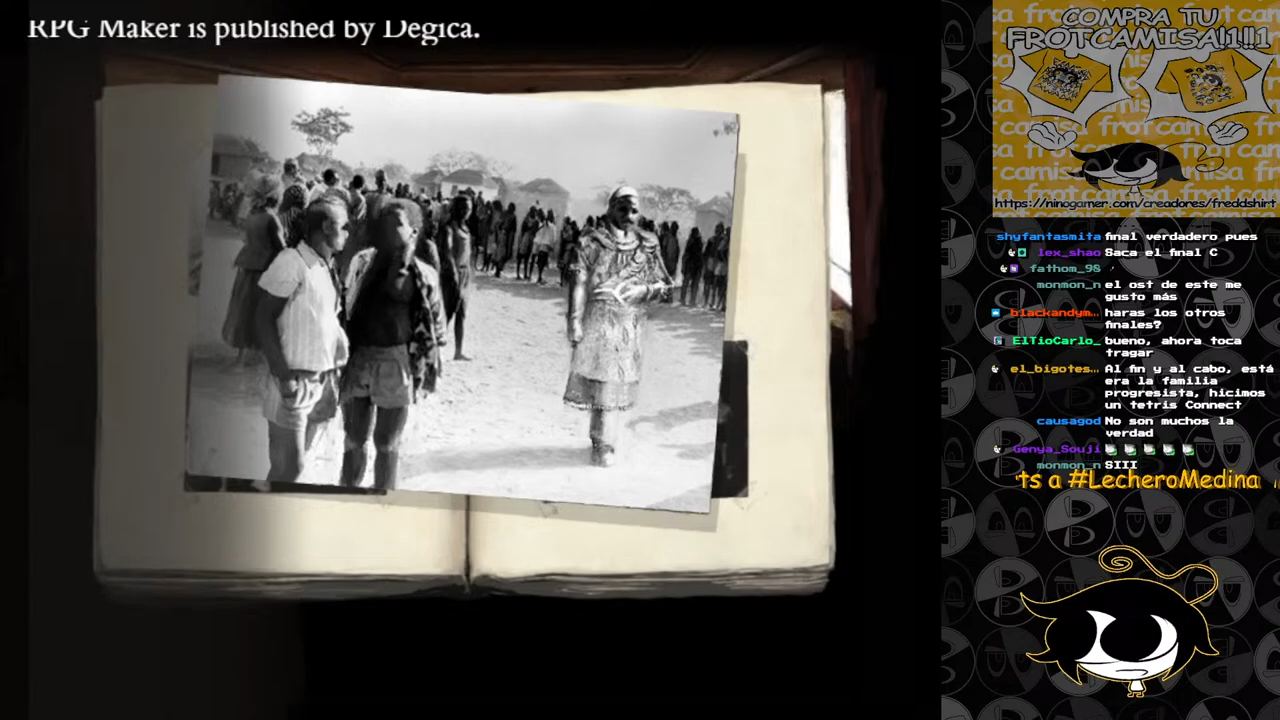 RPG Maker is published by Degica.
COMPRA TU
FROTCAMISA!1!!1
https://ninogamer.com/creadores/freddshirt
shyfantasmita final verdadero pues
lex_shao Saca el final C
fathom_98
monmon_n el ost de este me
gusto más
blackandym... haras los otros
finales?
ElTioCarlo_ bueno, ahora toca
tragar
el_bigotes... Al fin y al cabo, está
era la familia
progresista, hicimos
un tetris Connect
causagod No son muchos la
verdad
Genya_Souji
monmon_n SIII
ts a #LecheroMedina